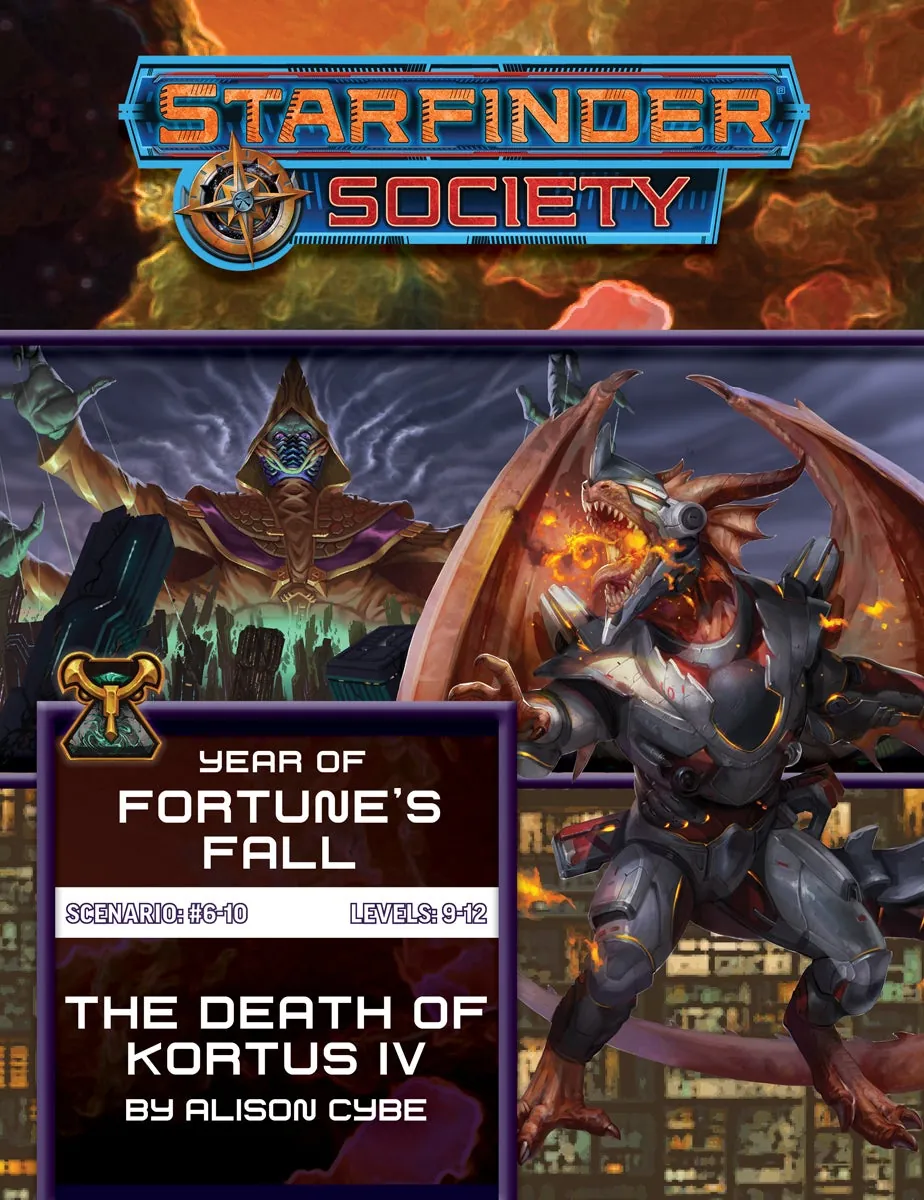 STARFINDER®
SOCIETY
YEAR OF
FORTUNE'S
FALL
SCENARIO: #6-10 LEVELS: 9-12
THE DEATH OF
KORTUS IV
BY ALISON CYBE